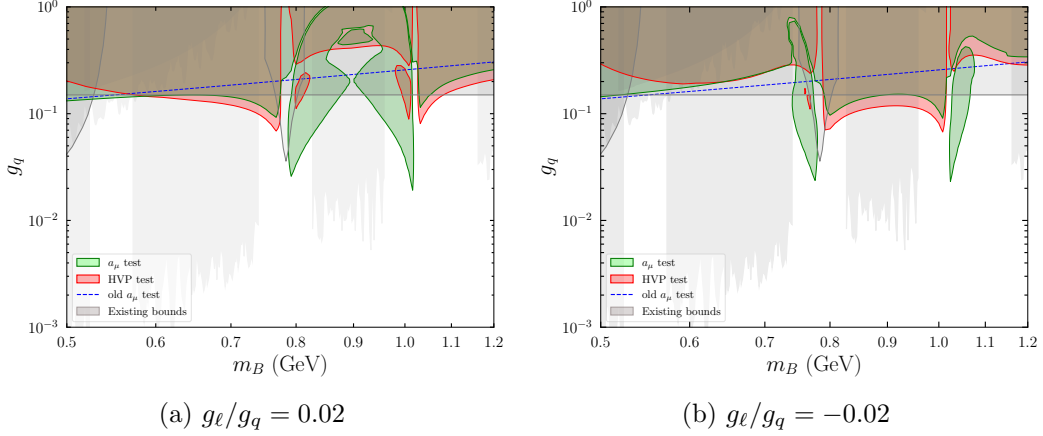 10⁰
10⁻¹
10⁻²
10⁻³
g_q
a_μ test
HVP test
old a_μ test
Existing bounds
0.5 0.6 0.7 0.8 0.9 1.0 1.1 1.2
m_B (GeV)
(a) g_ℓ/g_q = 0.02
10⁰
10⁻¹
10⁻²
10⁻³
g_q
a_μ test
HVP test
old a_μ test
Existing bounds
0.5 0.6 0.7 0.8 0.9 1.0 1.1 1.2
m_B (GeV)
(b) g_ℓ/g_q = −0.02